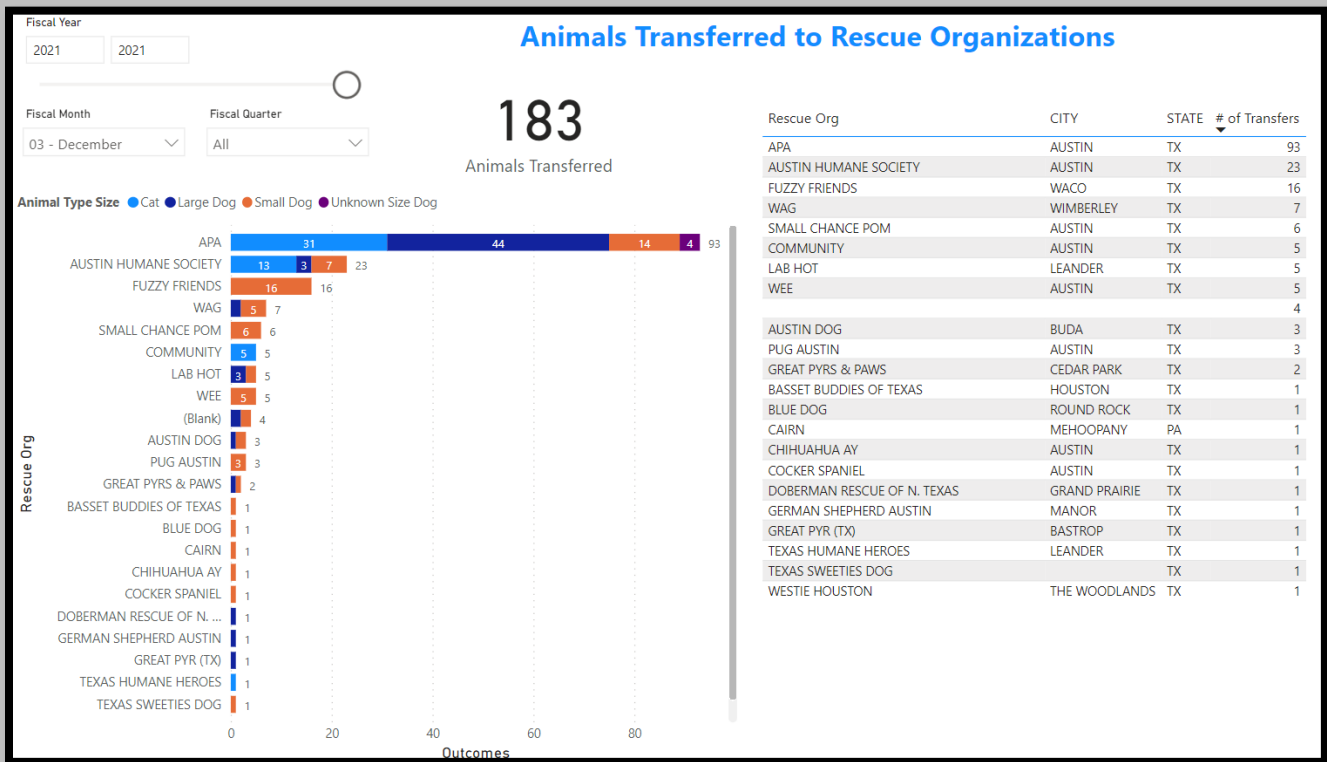 Fiscal Year
2021 2021
Animals Transferred to Rescue Organizations
Fiscal Month Fiscal Quarter
03 - December All
183
Animals Transferred
Animal Type Size Cat Large Dog Small Dog Unknown Size Dog
Rescue Org
APA 31 44 14 4 93
AUSTIN HUMANE SOCIETY 13 3 7 23
FUZZY FRIENDS 16 16
WAG 5 7
SMALL CHANCE POM 6 6
COMMUNITY 5 5
LAB HOT 3 5
WEE 5 5
(Blank) 4
AUSTIN DOG 3
PUG AUSTIN 3 3
GREAT PYRS & PAWS 2
BASSET BUDDIES OF TEXAS 1
BLUE DOG 1
CAIRN 1
CHIHUAHUA AY 1
COCKER SPANIEL 1
DOBERMAN RESCUE OF N. ... 1
GERMAN SHEPHERD AUSTIN 1
GREAT PYR (TX) 1
TEXAS HUMANE HEROES 1
TEXAS SWEETIES DOG 1
0 20 40 60 80
Outcomes
Rescue Org CITY STATE # of Transfers
APA AUSTIN TX 93
AUSTIN HUMANE SOCIETY AUSTIN TX 23
FUZZY FRIENDS WACO TX 16
WAG WIMBERLEY TX 7
SMALL CHANCE POM AUSTIN TX 6
COMMUNITY AUSTIN TX 5
LAB HOT LEANDER TX 5
WEE AUSTIN TX 5
4
AUSTIN DOG BUDA TX 3
PUG AUSTIN AUSTIN TX 3
GREAT PYRS & PAWS CEDAR PARK TX 2
BASSET BUDDIES OF TEXAS HOUSTON TX 1
BLUE DOG ROUND ROCK TX 1
CAIRN MEHOOPANY PA 1
CHIHUAHUA AY AUSTIN TX 1
COCKER SPANIEL AUSTIN TX 1
DOBERMAN RESCUE OF N. TEXAS GRAND PRAIRIE TX 1
GERMAN SHEPHERD AUSTIN MANOR TX 1
GREAT PYR (TX) BASTROP TX 1
TEXAS HUMANE HEROES LEANDER TX 1
TEXAS SWEETIES DOG TX 1
WESTIE HOUSTON THE WOODLANDS TX 1